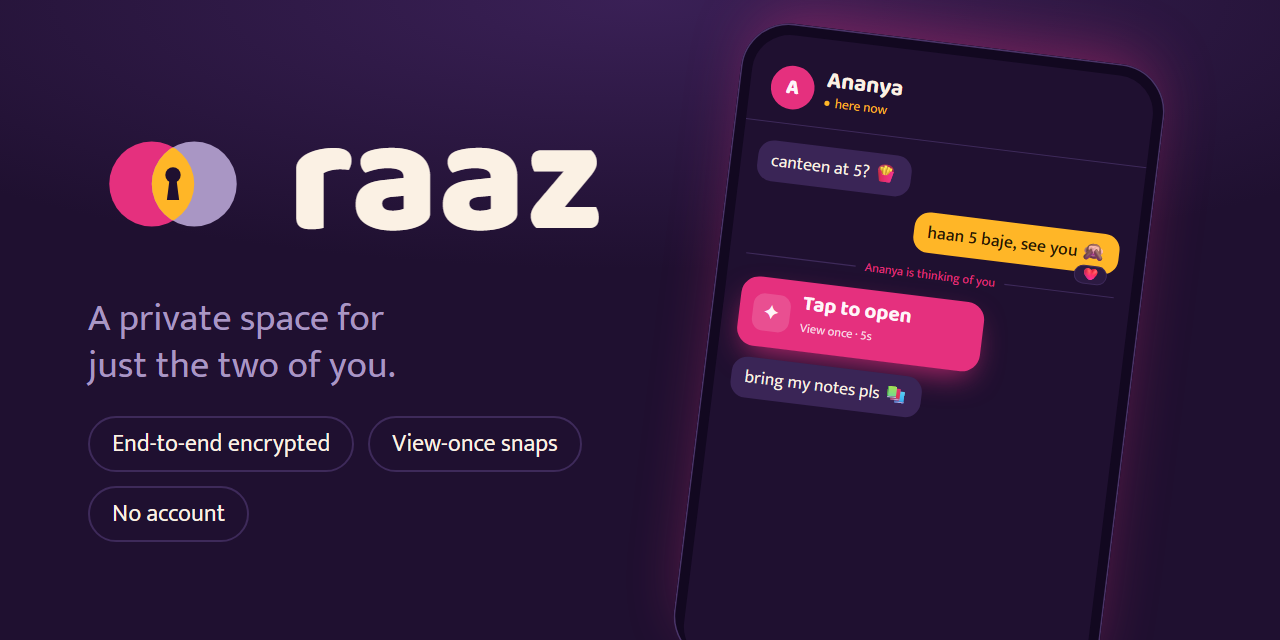 raaz
A private space for
just the two of you.
End-to-end encrypted
View-once snaps
No account
A
Ananya
• here now
canteen at 5? 🍟
haan 5 baje, see you 🙈
❤️
Ananya is thinking of you
Tap to open
View once · 5s
bring my notes pls 📚